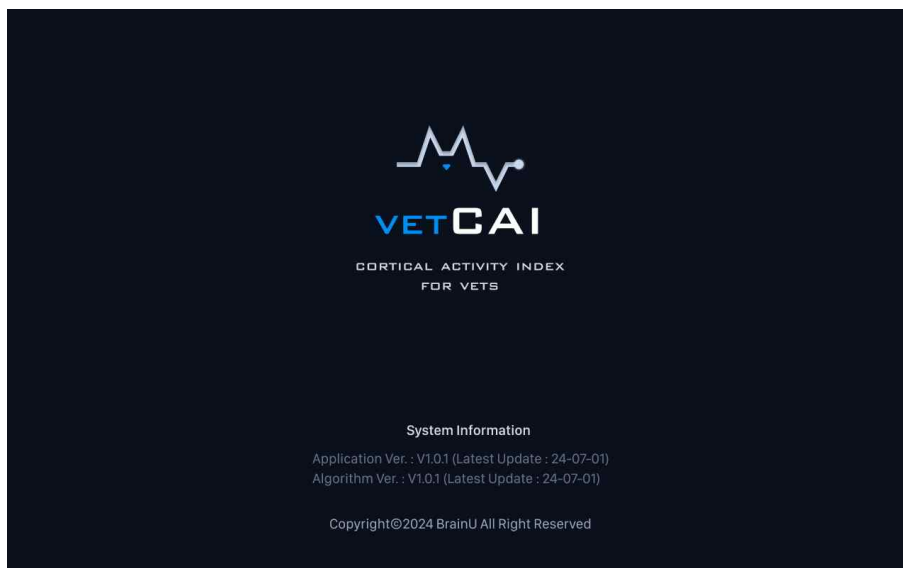 VETCAI
CORTICAL ACTIVITY INDEX
FOR VETS
System Information
Application Ver. : V1.0.1 (Latest Update : 24-07-01)
Algorithm Ver. : V1.0.1 (Latest Update : 24-07-01)
Copyright©2024 BrainU All Right Reserved